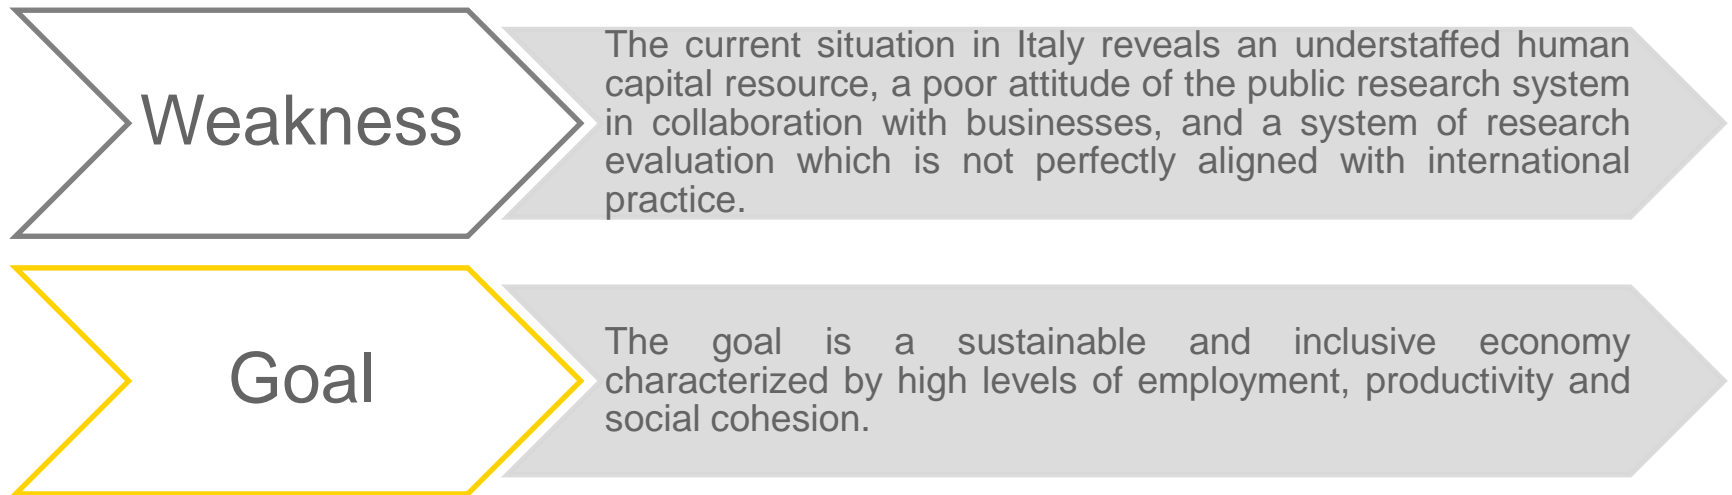 Weakness
The current situation in Italy reveals an understaffed human
capital resource, a poor attitude of the public research system
in collaboration with businesses, and a system of research
evaluation which is not perfectly aligned with international
practice.
Goal
The goal is a sustainable and inclusive economy
characterized by high levels of employment, productivity and
social cohesion.